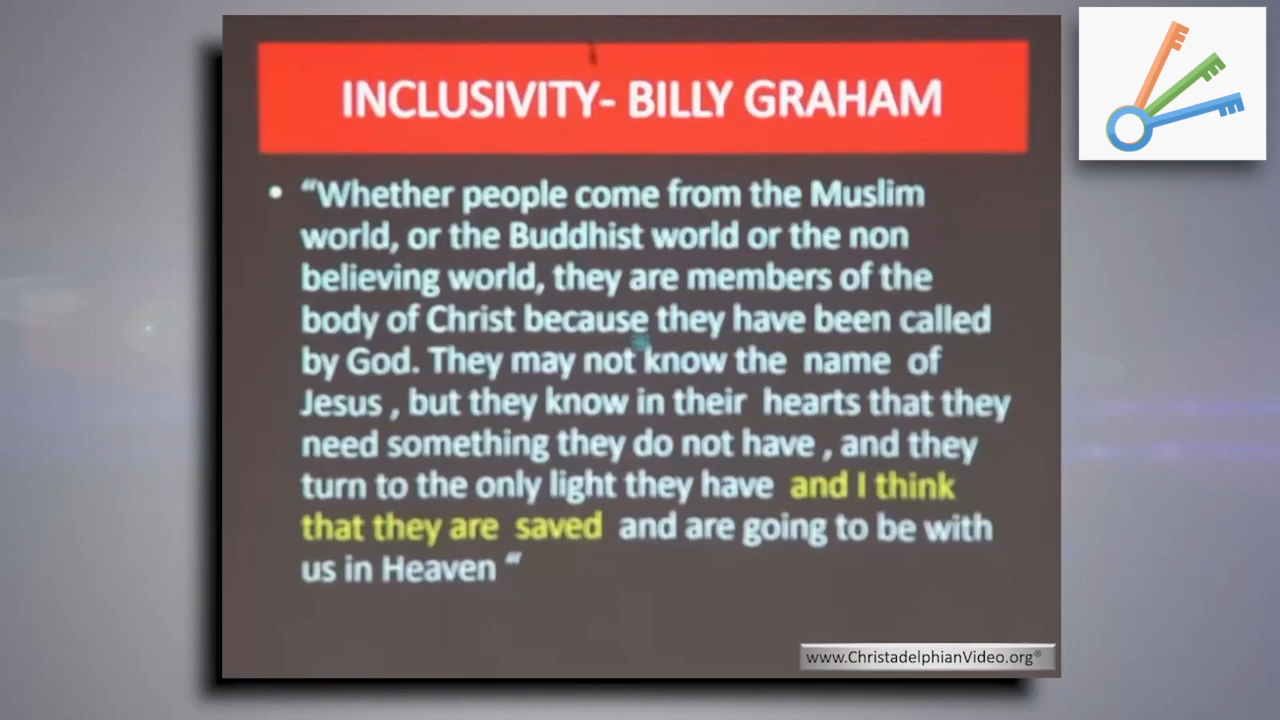 INCLUSIVITY- BILLY GRAHAM
• “Whether people come from the Muslim
world, or the Buddhist world or the non
believing world, they are members of the
body of Christ because they have been called
by God. They may not know the name of
Jesus , but they know in their hearts that they
need something they do not have , and they
turn to the only light they have and I think
that they are saved and are going to be with
us in Heaven “
www.ChristadelphianVideo.org®